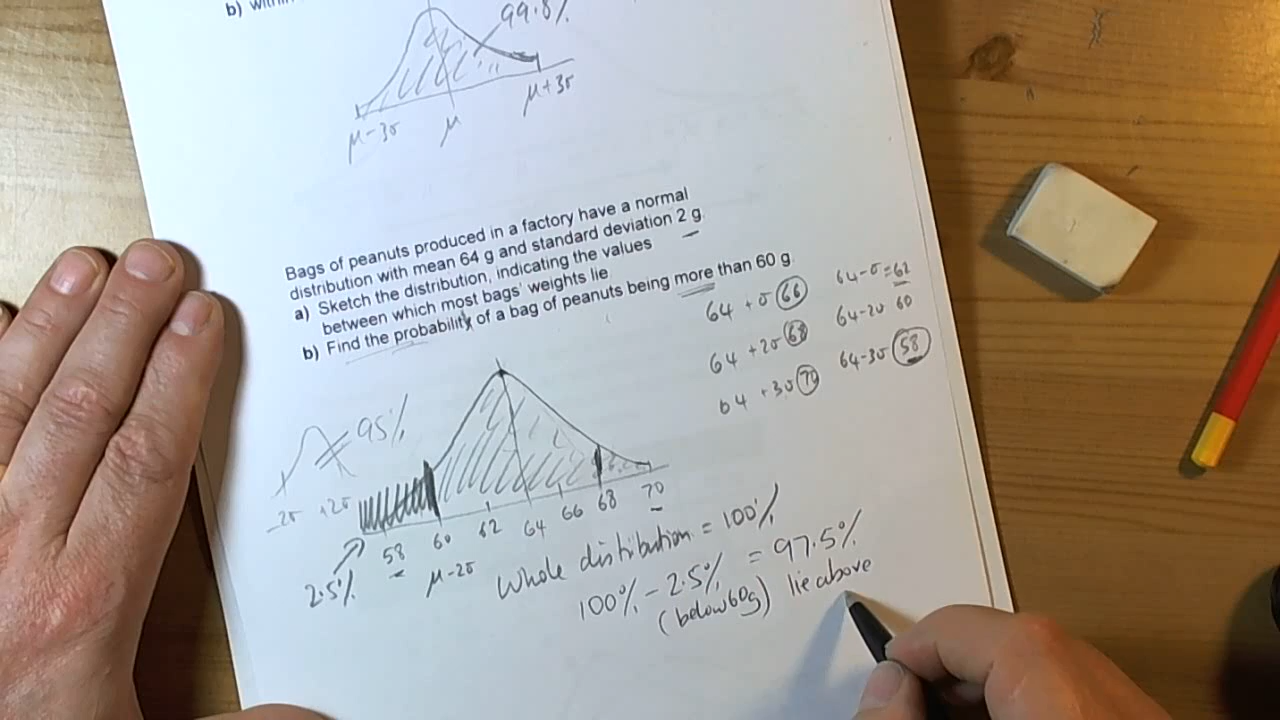 b) within
99.8%
μ-3σ μ μ+3σ
Bags of peanuts produced in a factory have a normal
distribution with mean 64 g and standard deviation 2 g
a) Sketch the distribution, indicating the values
between which most bags' weights lie
b) Find the probability of a bag of peanuts being more than 60 g
64 + σ 66 64-σ=62
64 +2σ 68 64-2σ 60
64 +3σ 70 64-3σ 58
95%
-2σ +2σ
58 60 62 64 66 68 70
2.5% μ-2σ
Whole distribution = 100%
100% - 2.5% = 97.5%
(below 60g) lie above